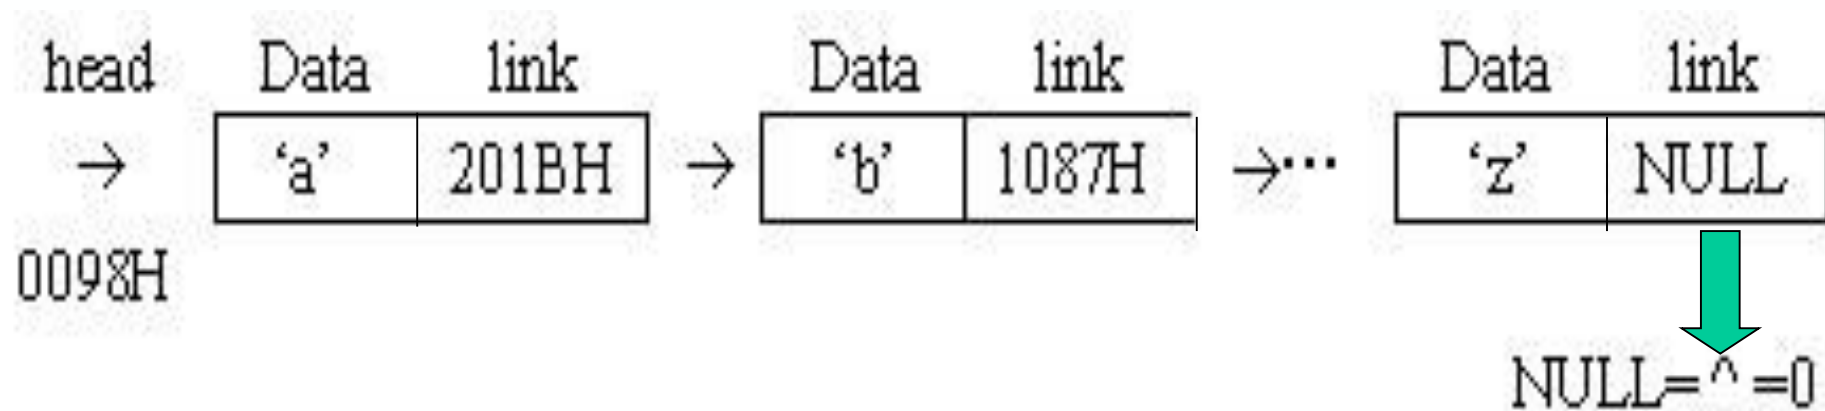 head Data link Data link Data link
→ ‘a’ 201BH → ‘b’ 1087H →··· ‘z’ NULL
0098H
NULL=^=0